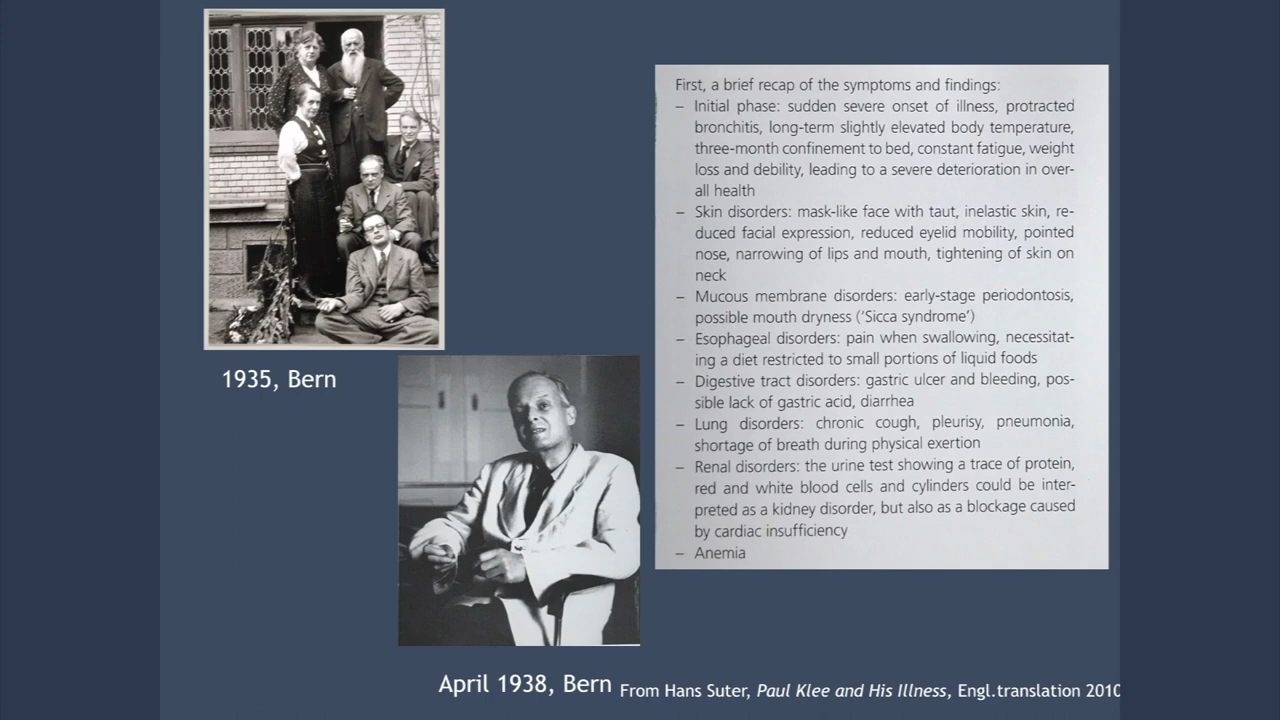 First, a brief recap of the symptoms and findings:
– Initial phase: sudden severe onset of illness, protracted
bronchitis, long-term slightly elevated body temperature,
three-month confinement to bed, constant fatigue, weight
loss and debility, leading to a severe deterioration in over-
all health
– Skin disorders: mask-like face with taut, inelastic skin, re-
duced facial expression, reduced eyelid mobility, pointed
nose, narrowing of lips and mouth, tightening of skin on
neck
– Mucous membrane disorders: early-stage periodontosis,
possible mouth dryness (‘Sicca syndrome’)
– Esophageal disorders: pain when swallowing, necessitat-
ing a diet restricted to small portions of liquid foods
– Digestive tract disorders: gastric ulcer and bleeding, pos-
sible lack of gastric acid, diarrhea
– Lung disorders: chronic cough, pleurisy, pneumonia,
shortage of breath during physical exertion
– Renal disorders: the urine test showing a trace of protein,
red and white blood cells and cylinders could be inter-
preted as a kidney disorder, but also as a blockage caused
by cardiac insufficiency
– Anemia
1935, Bern
April 1938, Bern
From Hans Suter, Paul Klee and His Illness, Engl.translation 2010